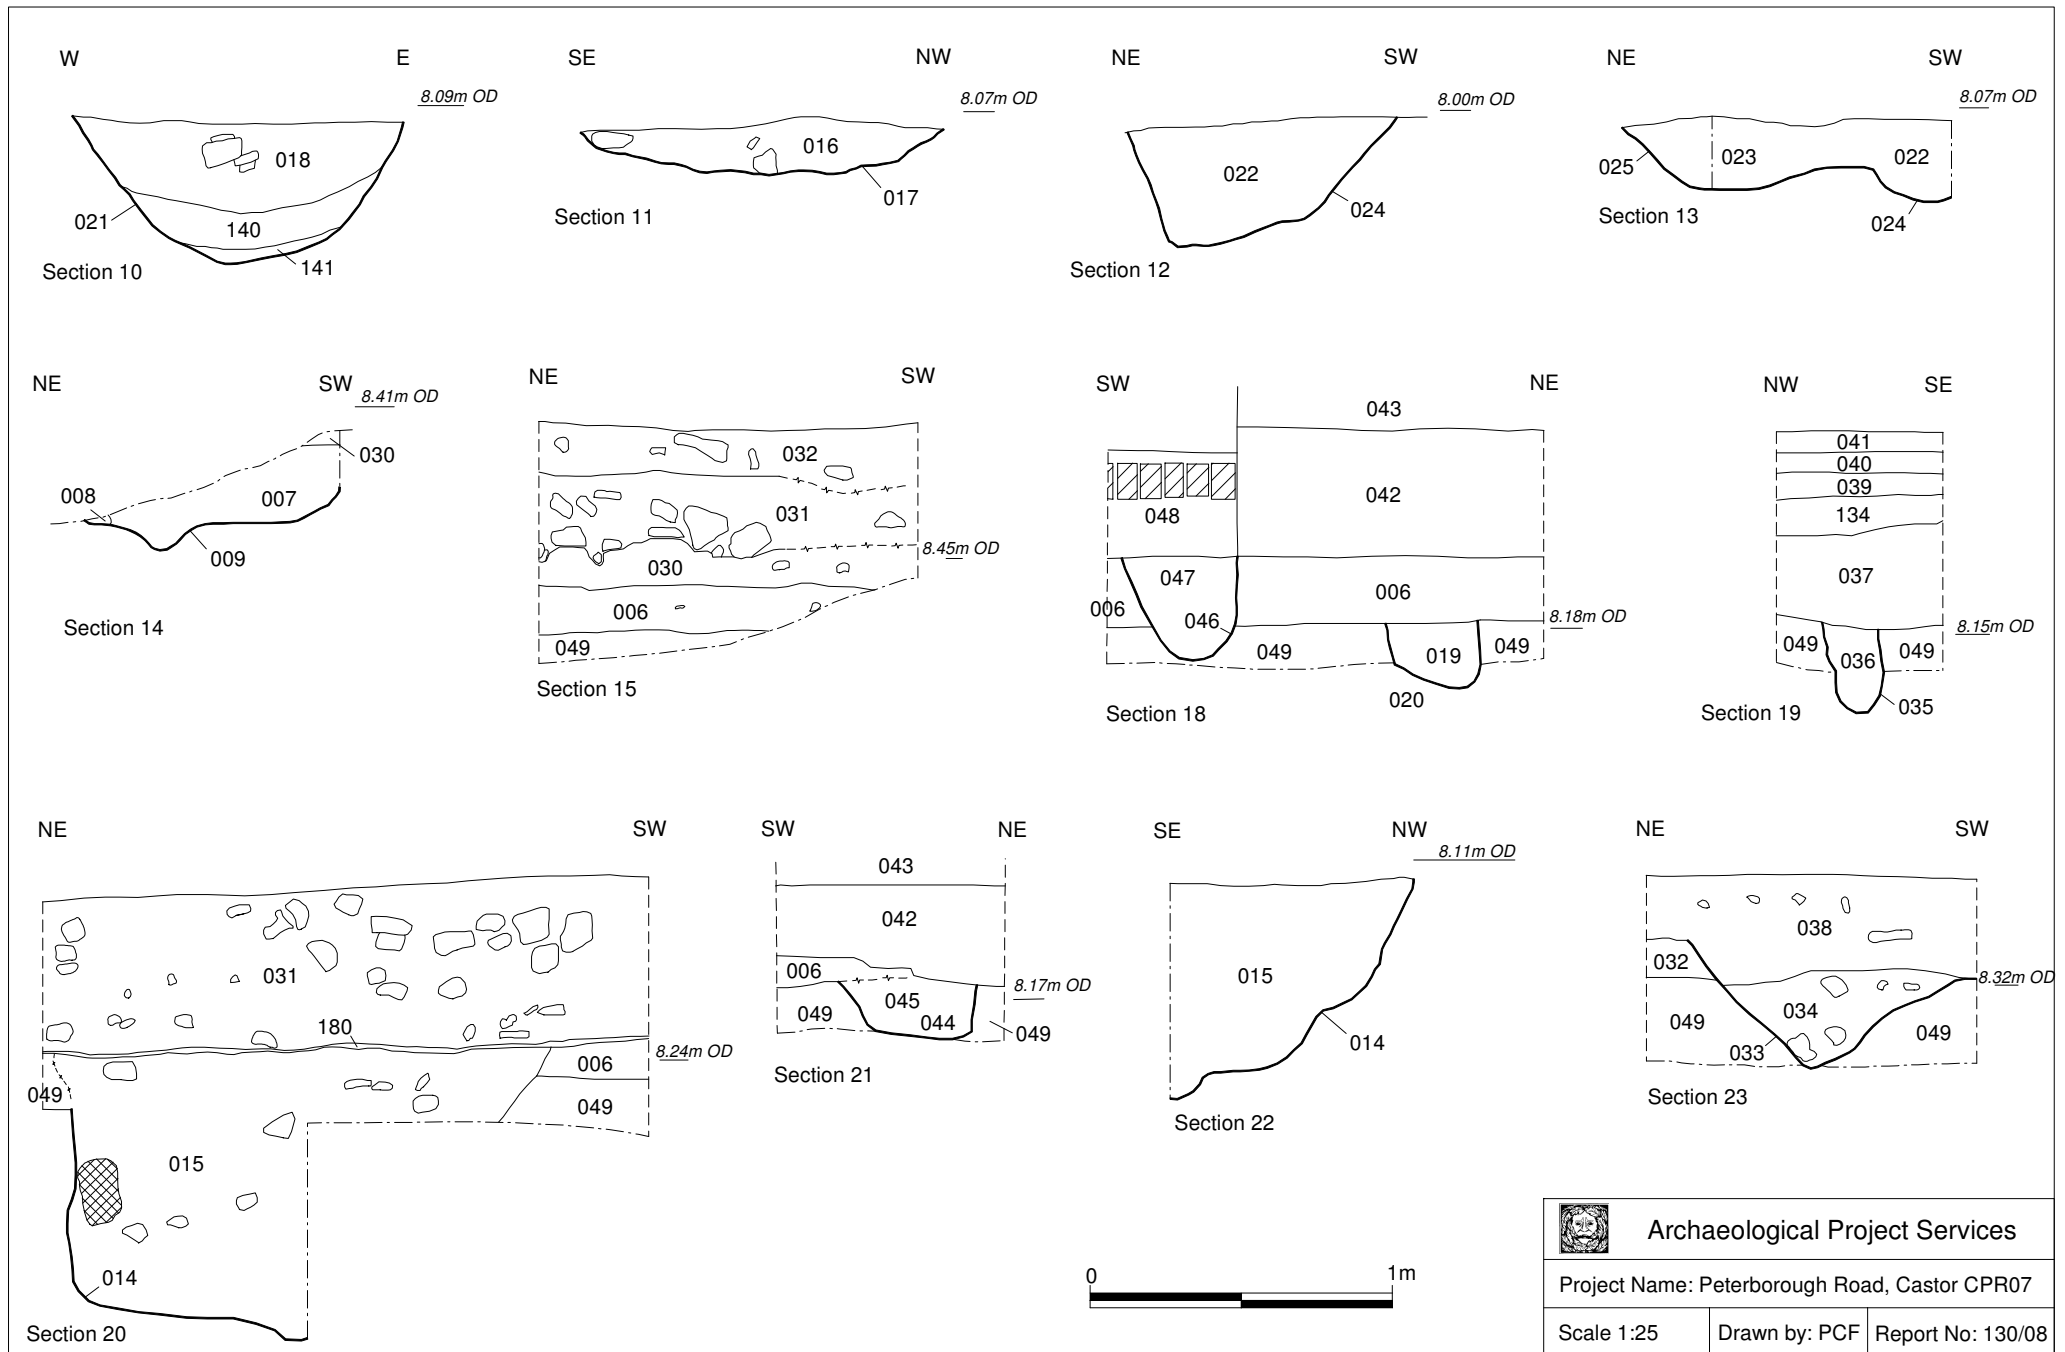 W E
8.09m OD
018
021
140
141
Section 10
SE NW
8.07m OD
016
017
Section 11
NE SW
8.00m OD
022
024
Section 12
NE SW
8.07m OD
025
023
022
024
Section 13
NE SW
8.41m OD
030
008
007
009
Section 14
NE SW
032
031
8.45m OD
030
006
049
Section 15
SW NE
043
042
048
047
006
006
046
8.18m OD
049
019
049
020
Section 18
NW SE
041
040
039
134
037
8.15m OD
049
036
049
035
Section 19
NE SW
031
180
8.24m OD
006
049
049
015
014
Section 20
SW NE
043
042
006
8.17m OD
045
049
044
049
Section 21
SE NW
8.11m OD
015
014
Section 22
NE SW
038
032
8.32m OD
034
049
049
033
Section 23
0 1m
Archaeological Project Services
Project Name: Peterborough Road, Castor CPR07
Scale 1:25 Drawn by: PCF Report No: 130/08